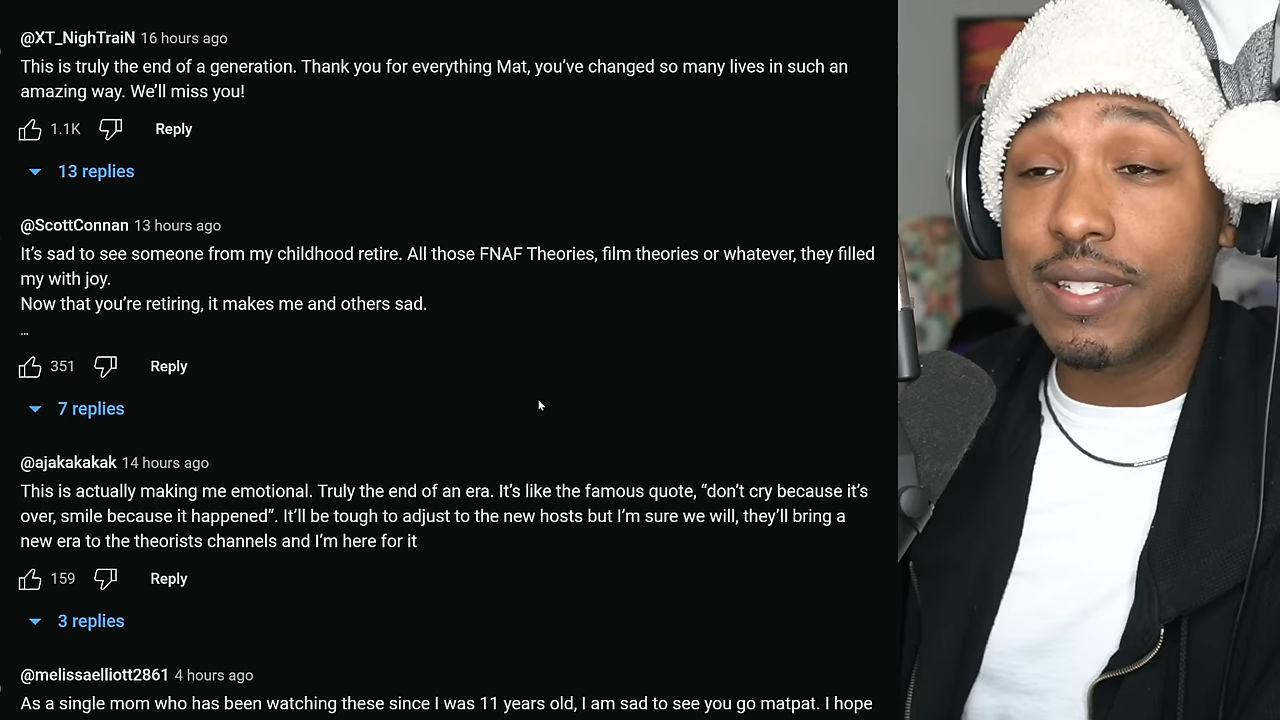 @XT_NighTraiN 16 hours ago
This is truly the end of a generation. Thank you for everything Mat, you’ve changed so many lives in such an
amazing way. We’ll miss you!
1.1K Reply
13 replies
@ScottConnan 13 hours ago
It’s sad to see someone from my childhood retire. All those FNAF Theories, film theories or whatever, they filled
my with joy.
Now that you’re retiring, it makes me and others sad.
…
351 Reply
7 replies
@ajakakakak 14 hours ago
This is actually making me emotional. Truly the end of an era. It’s like the famous quote, “don’t cry because it’s
over, smile because it happened”. It’ll be tough to adjust to the new hosts but I’m sure we will, they’ll bring a
new era to the theorists channels and I’m here for it
159 Reply
3 replies
@melissaelliott2861 4 hours ago
As a single mom who has been watching these since I was 11 years old, I am sad to see you go matpat. I hope